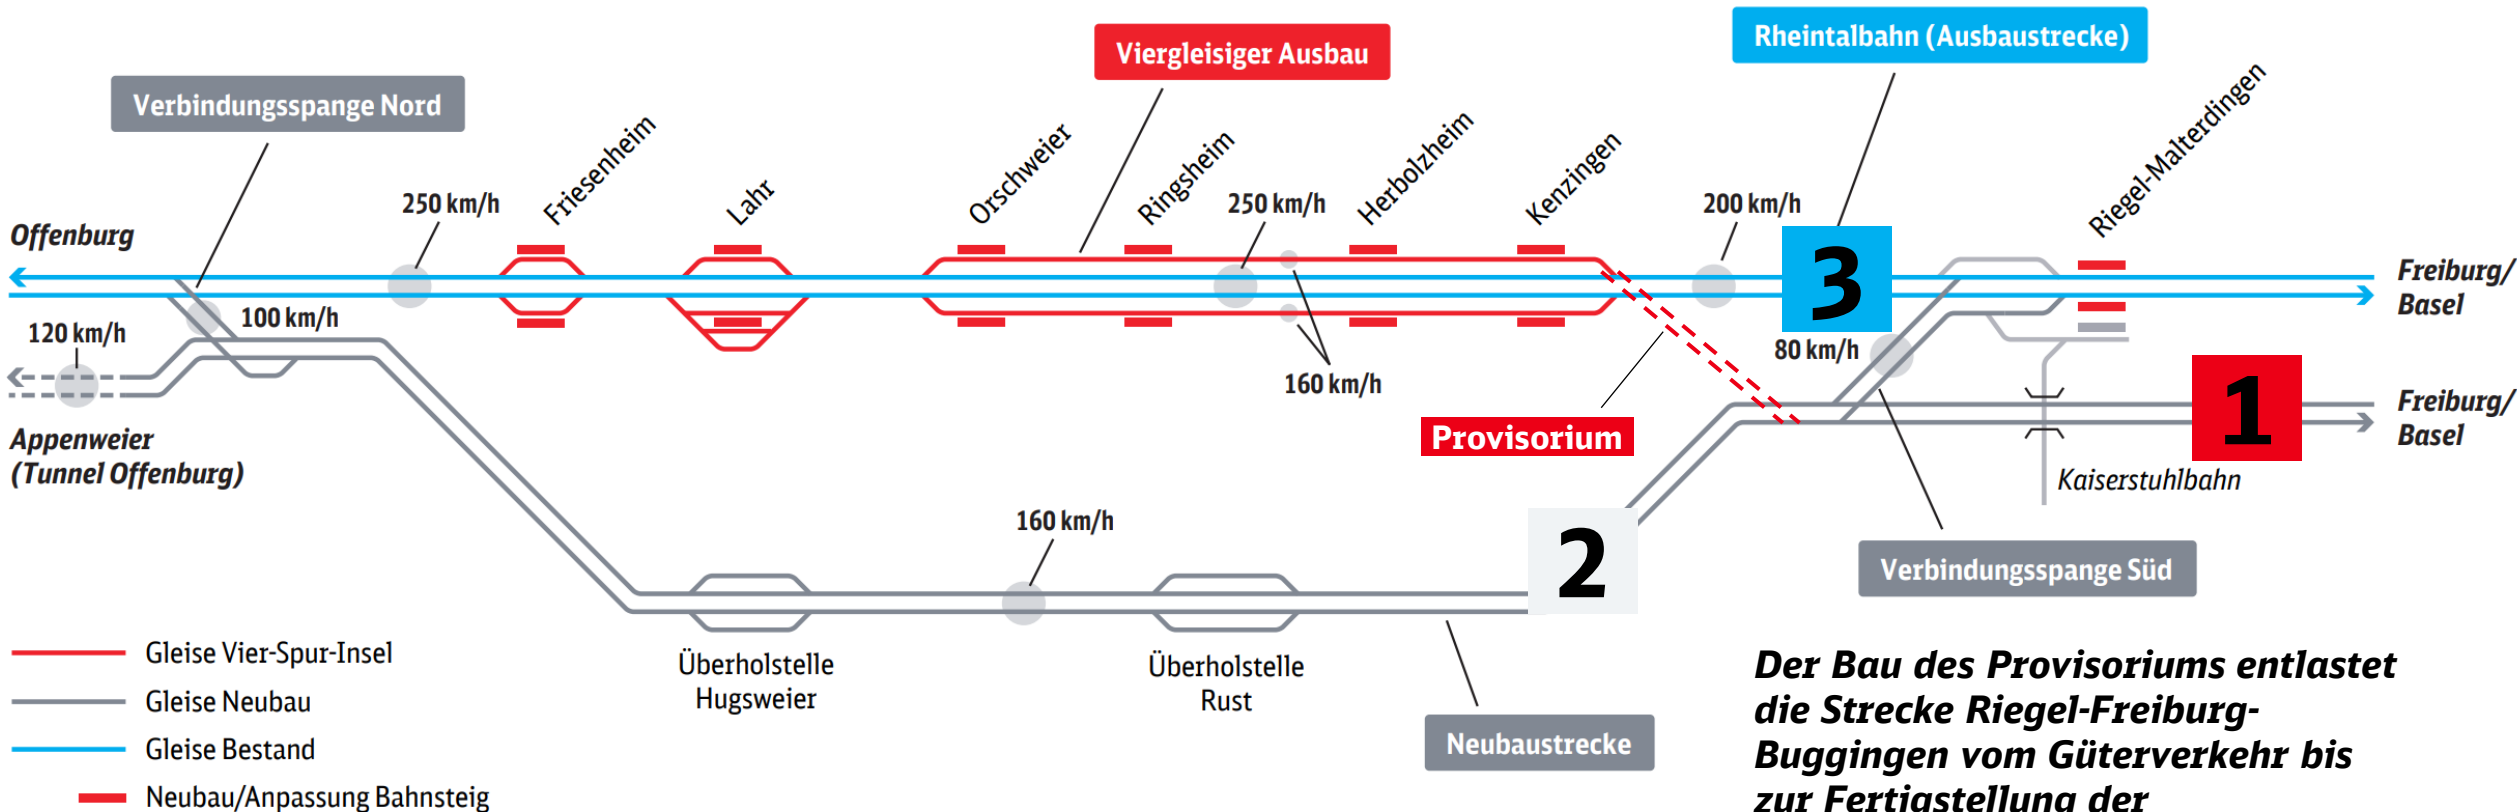 Viergleisiger Ausbau
Rheintalbahn (Ausbaustrecke)
Verbindungsspange Nord
Friesenheim
Lahr
Orschweier
Ringsheim
Herbolzheim
Kenzingen
Riegel-Malterdingen
250 km/h
250 km/h
200 km/h
Offenburg
3
Freiburg/
Basel
100 km/h
120 km/h
80 km/h
160 km/h
Provisorium
1
Freiburg/
Basel
Appenweier
(Tunnel Offenburg)
Kaiserstuhlbahn
160 km/h
2
Verbindungsspange Süd
Überholstelle
Hugsweier
Überholstelle
Rust
Neubaustrecke
Gleise Vier-Spur-Insel
Gleise Neubau
Gleise Bestand
Neubau/Anpassung Bahnsteig
Der Bau des Provisoriums entlastet
die Strecke Riegel-Freiburg-
Buggingen vom Güterverkehr bis
zur Fertigstellung der